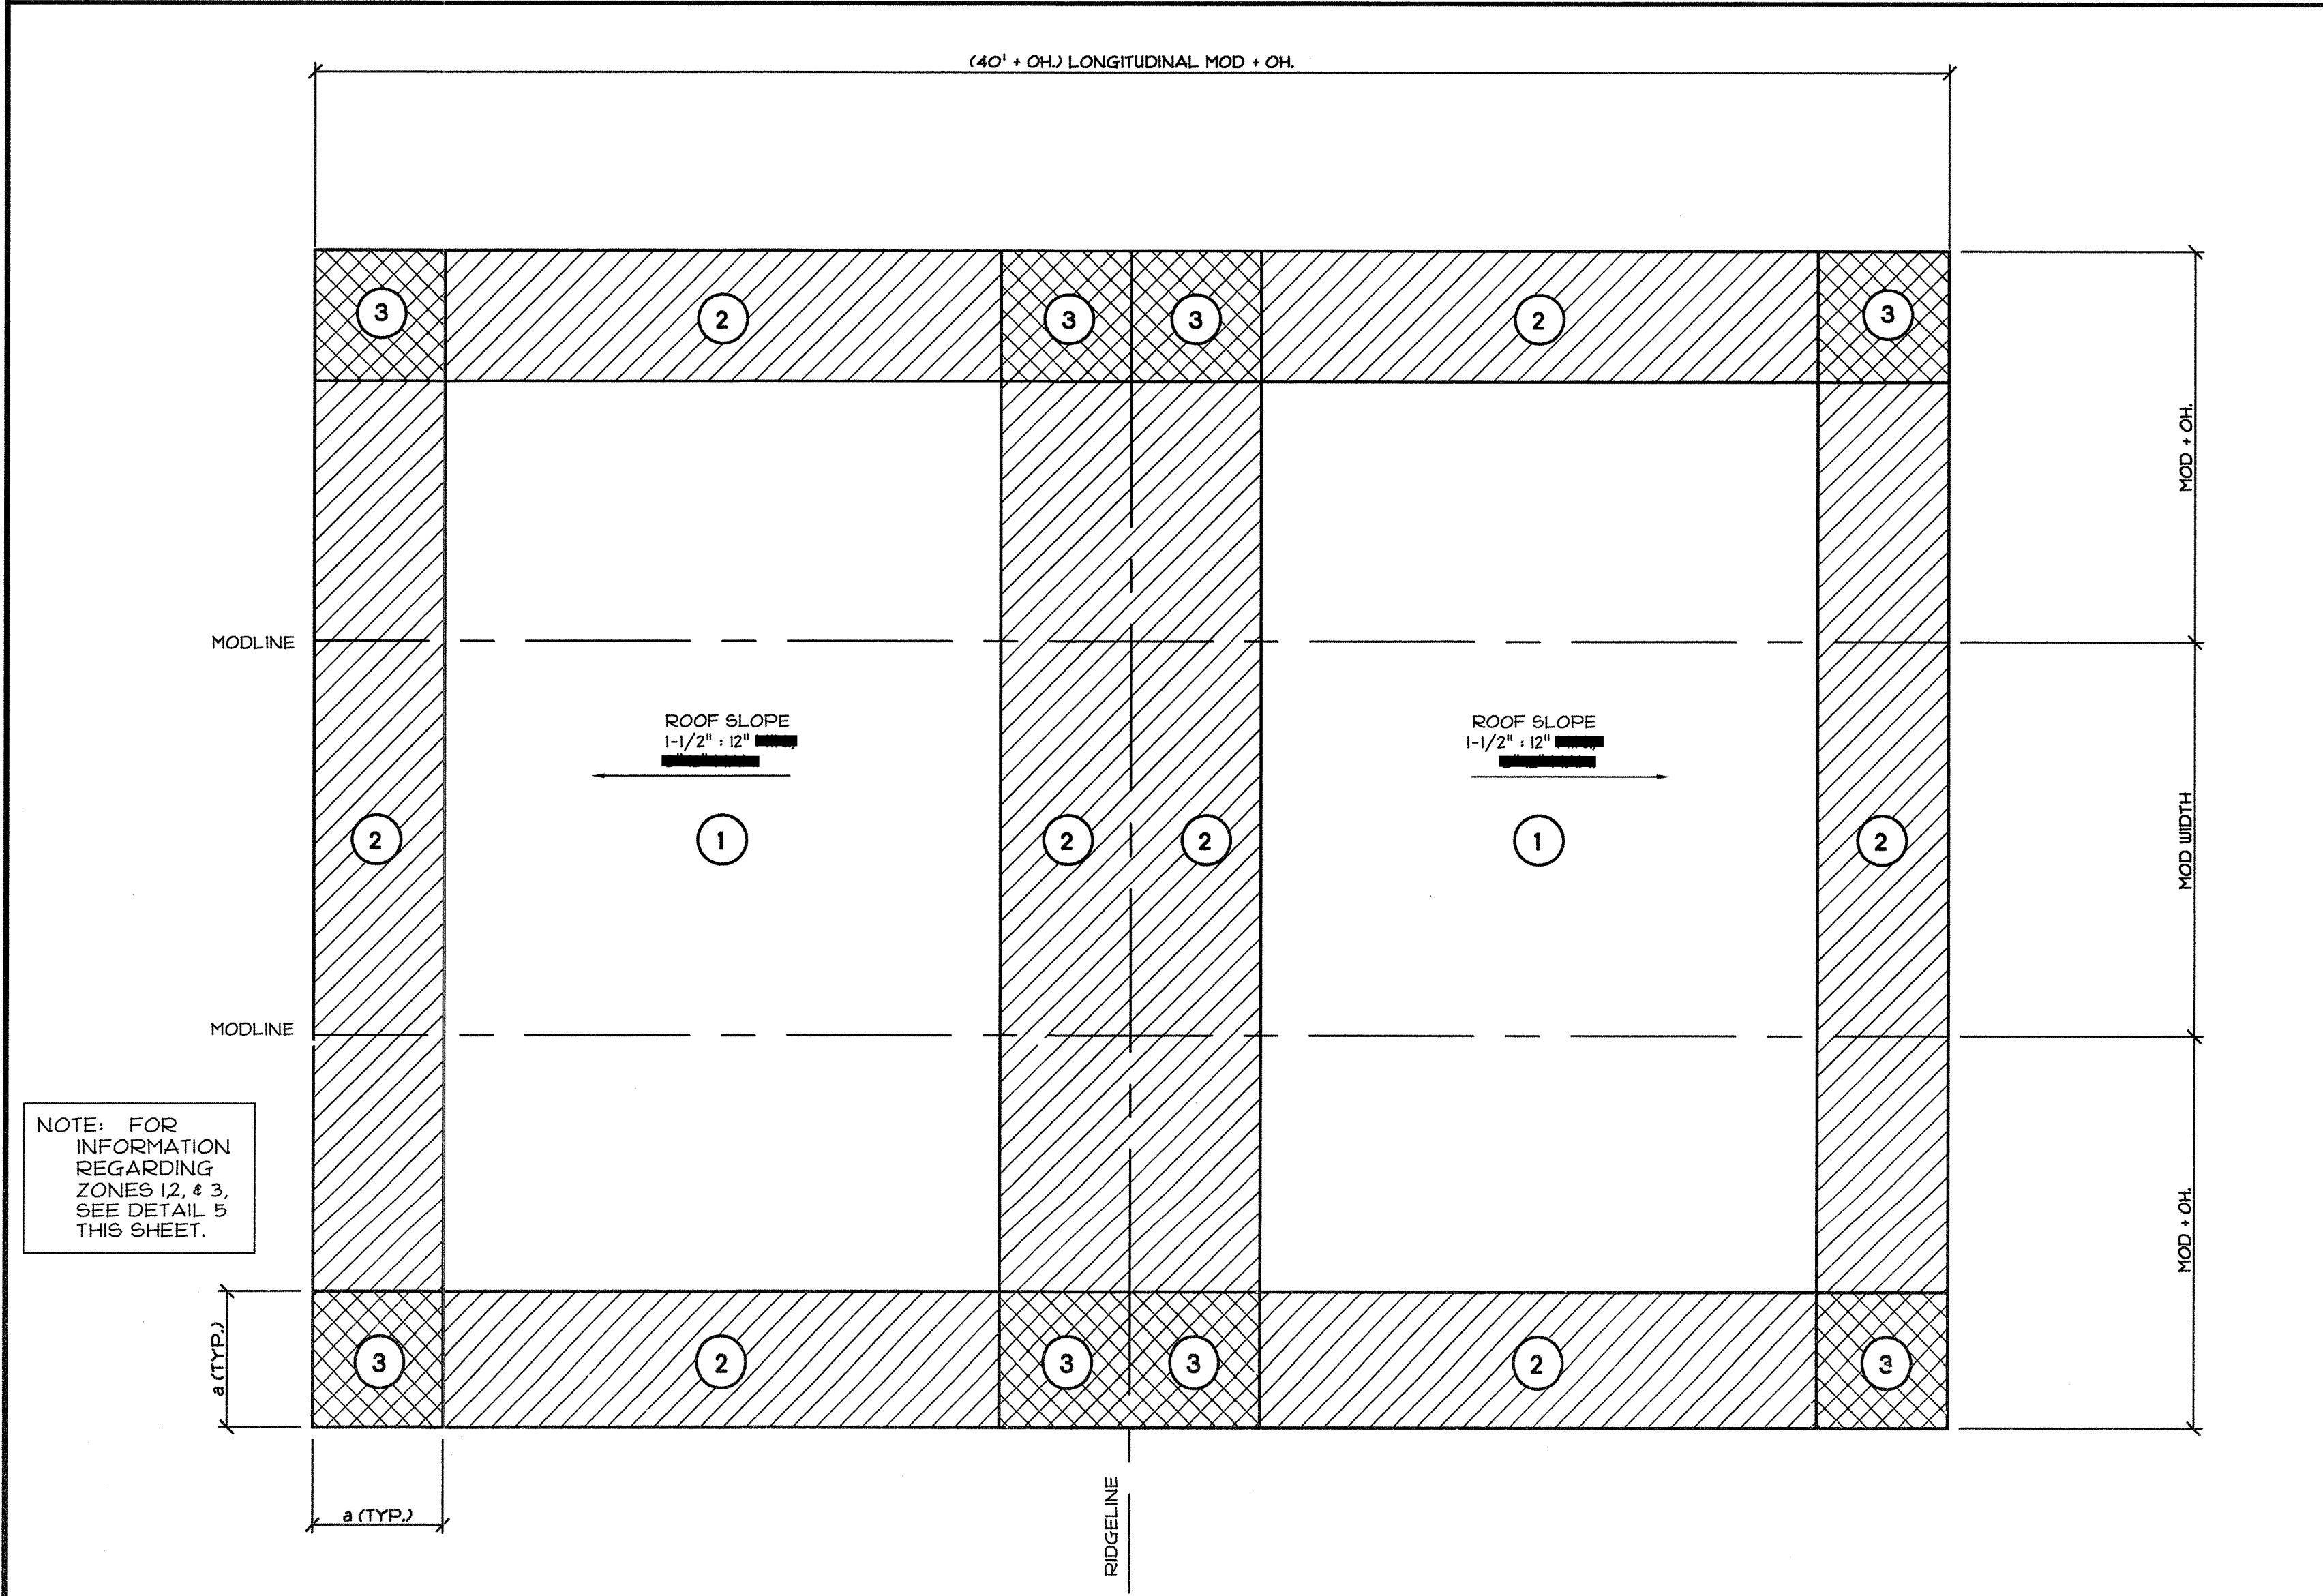 (40' + OH.) LONGITUDINAL MOD + OH.
3
2
3
3
2
3
MOD + OH.
MODLINE
ROOF SLOPE
1-1/2" : 12"
ROOF SLOPE
1-1/2" : 12"
2
1
2
2
1
2
MOD WIDTH
MODLINE
NOTE: FOR
INFORMATION
REGARDING
ZONES 1,2, & 3,
SEE DETAIL 5
THIS SHEET.
MOD + OH.
a (TYP.)
3
2
3
3
2
3
a (TYP.)
RIDGELINE